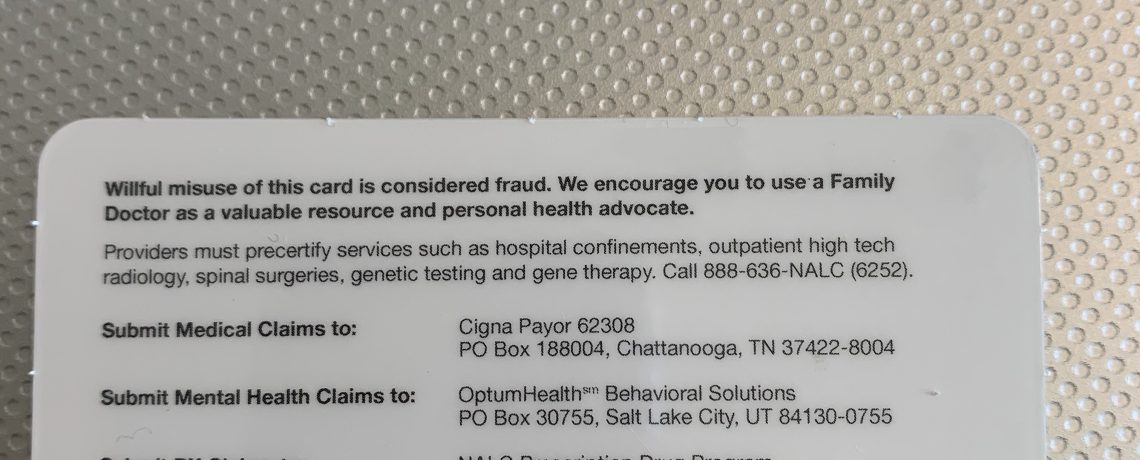 Willful misuse of this card is considered fraud. We encourage you to use a Family
Doctor as a valuable resource and personal health advocate.
Providers must precertify services such as hospital confinements, outpatient high tech
radiology, spinal surgeries, genetic testing and gene therapy. Call 888-636-NALC (6252).
Submit Medical Claims to: Cigna Payor 62308
PO Box 188004, Chattanooga, TN 37422-8004
Submit Mental Health Claims to: OptumHealth℠ Behavioral Solutions
PO Box 30755, Salt Lake City, UT 84130-0755